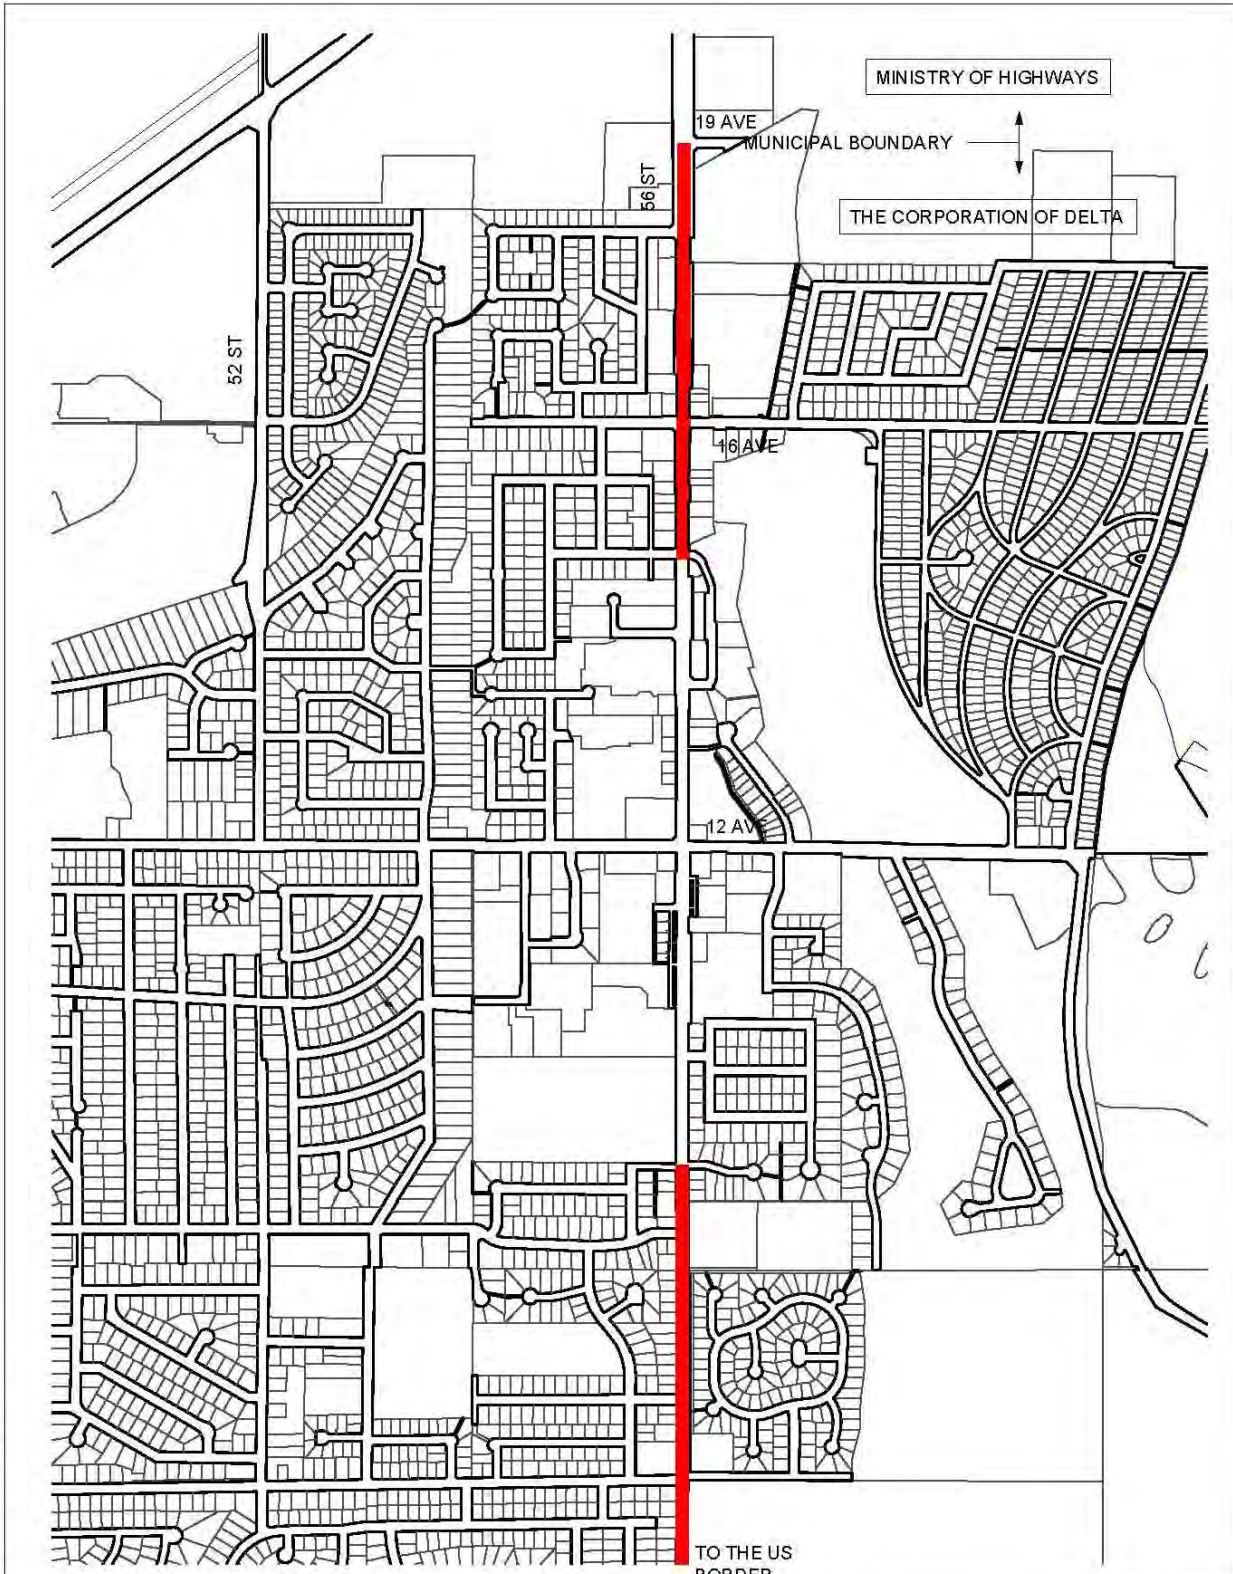 MINISTRY OF HIGHWAYS
19 AVE
MUNICIPAL BOUNDARY
56 ST
THE CORPORATION OF DELTA
52 ST
16 AVE
12 AVE
TO THE US
BORDER